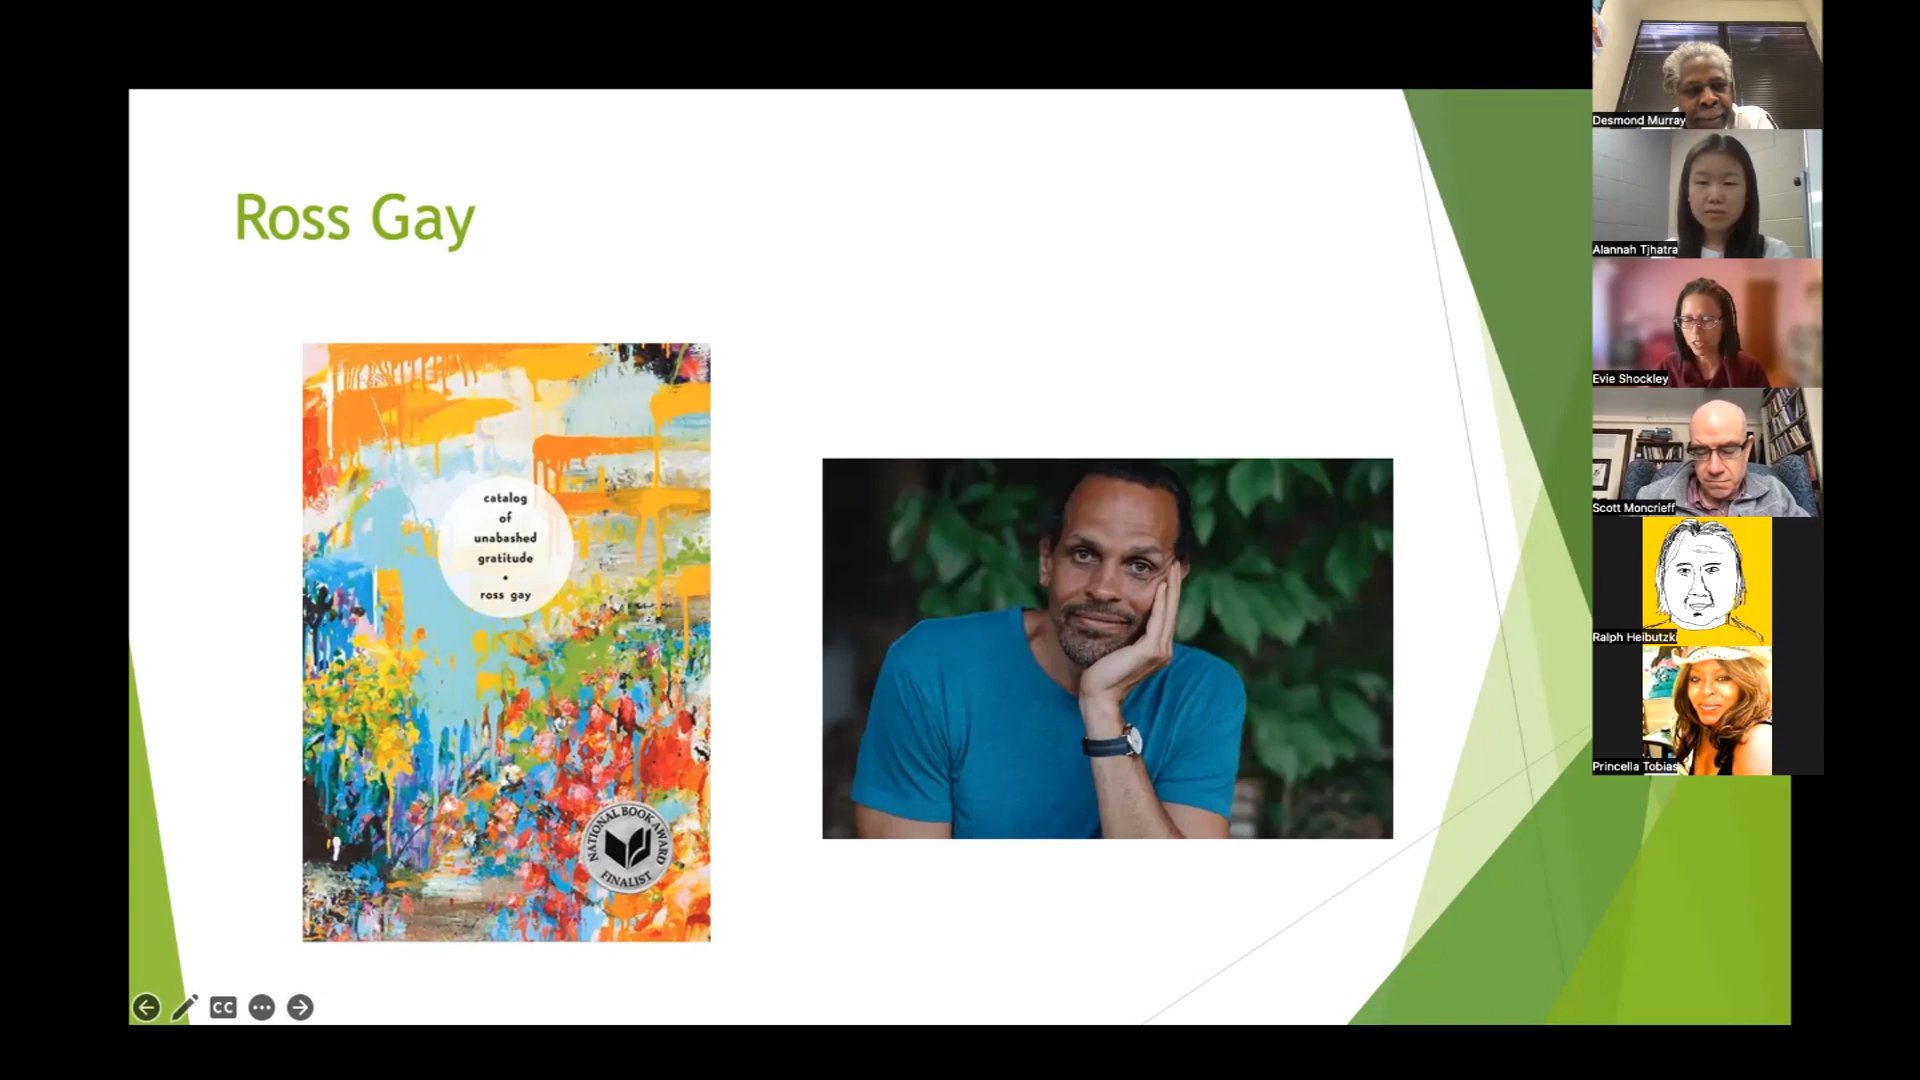 Ross Gay
catalog
of
unabashed
gratitude
•
ross gay
NATIONAL BOOK AWARD
FINALIST
CC
Desmond Murray
Alannah Tjhatra
Evie Shockley
Scott Moncrieff
Ralph Heibutzki
Princella Tobias